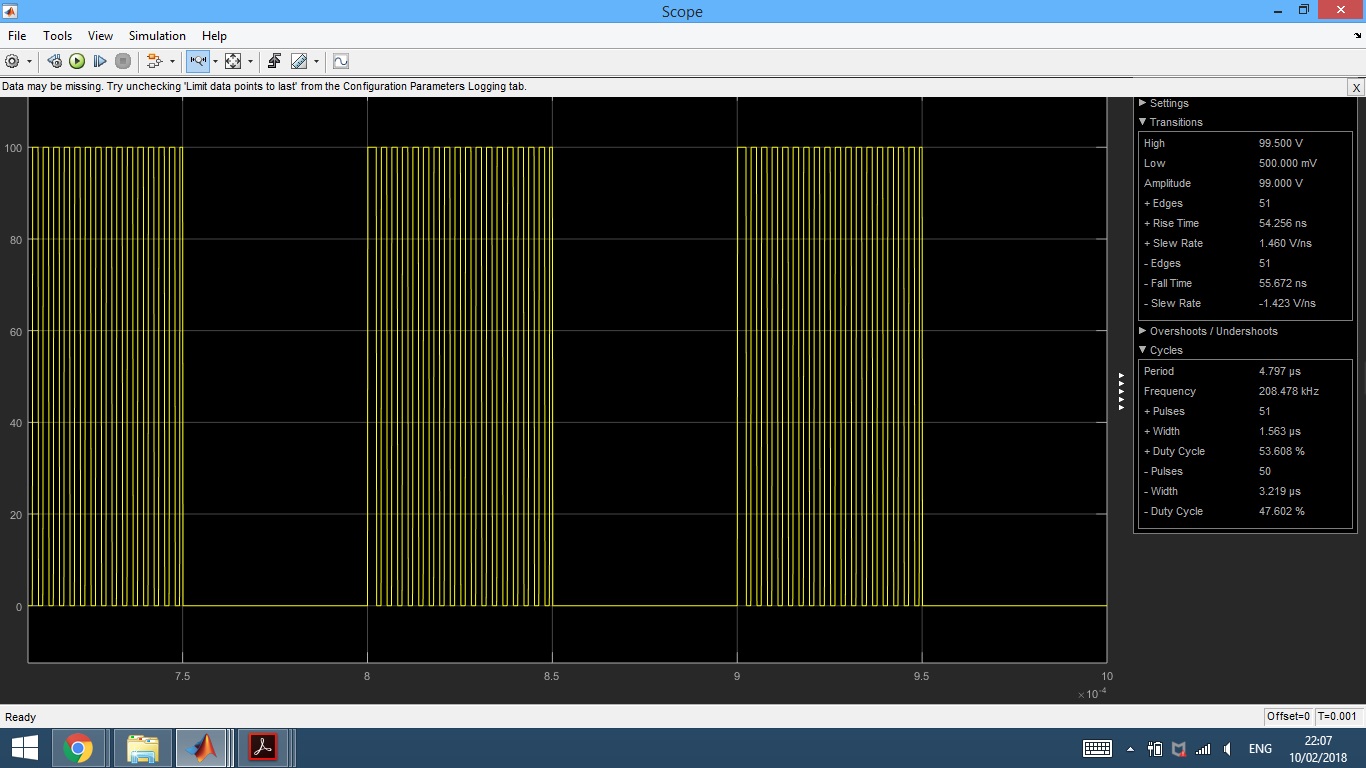 Scope
File Tools View Simulation Help
Data may be missing. Try unchecking 'Limit data points to last' from the Configuration Parameters Logging tab.
X
100
80
60
40
20
0
7.5 8 8.5 9 9.5 10
×10-4
Settings
Transitions
High 99.500 V
Low 500.000 mV
Amplitude 99.000 V
+ Edges 51
+ Rise Time 54.256 ns
+ Slew Rate 1.460 V/ns
- Edges 51
- Fall Time 55.672 ns
- Slew Rate -1.423 V/ns
Overshoots / Undershoots
Cycles
Period 4.797 µs
Frequency 208.478 kHz
+ Pulses 51
+ Width 1.563 µs
+ Duty Cycle 53.608 %
- Pulses 50
- Width 3.219 µs
- Duty Cycle 47.602 %
Ready Offset=0 T=0.001
ENG 22:07
10/02/2018